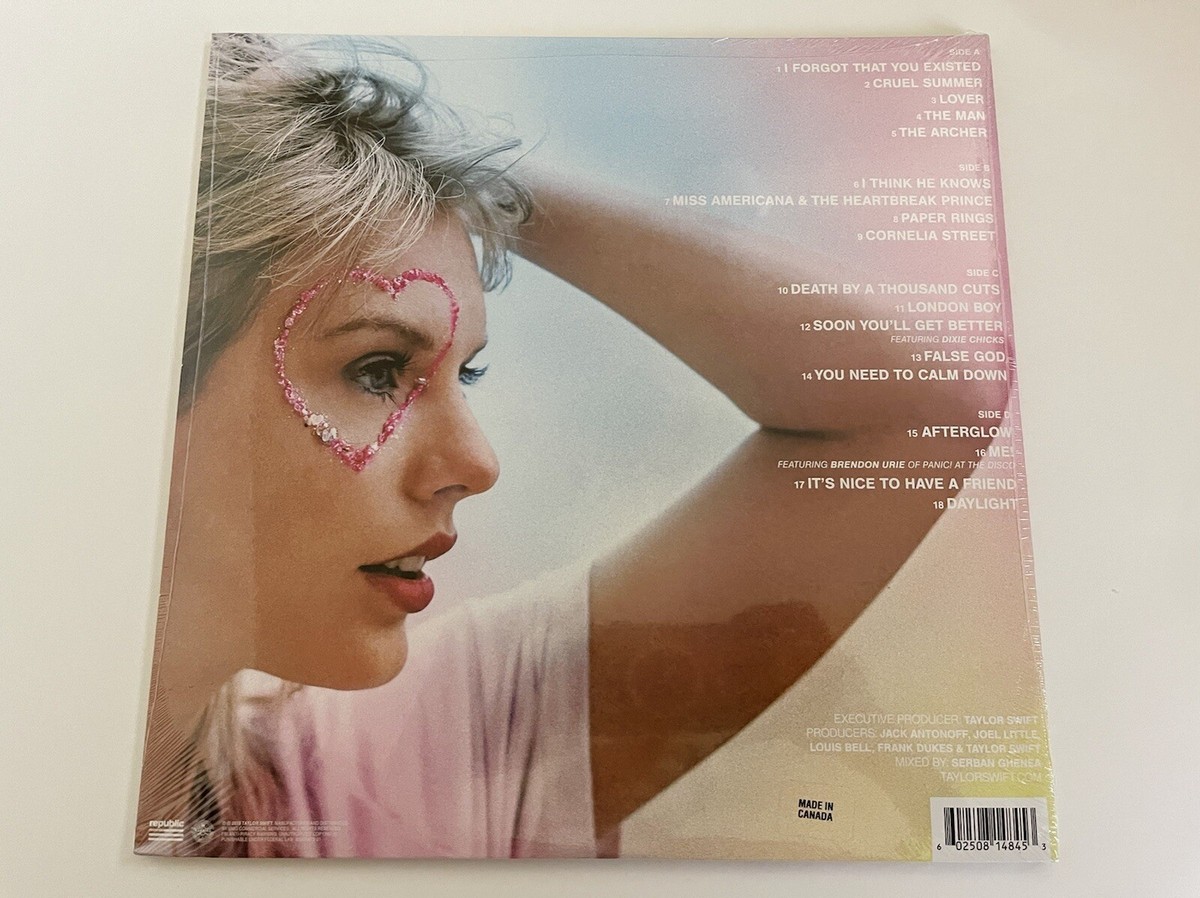 SIDE A
1 I FORGOT THAT YOU EXISTED
2 CRUEL SUMMER
3 LOVER
4 THE MAN
5 THE ARCHER
SIDE B
6 I THINK HE KNOWS
7 MISS AMERICANA & THE HEARTBREAK PRINCE
8 PAPER RINGS
9 CORNELIA STREET
SIDE C
10 DEATH BY A THOUSAND CUTS
11 LONDON BOY
12 SOON YOU'LL GET BETTER
FEATURING DIXIE CHICKS
13 FALSE GOD
14 YOU NEED TO CALM DOWN
SIDE D
15 AFTERGLOW
16 ME!
FEATURING BRENDON URIE OF PANIC! AT THE DISCO
17 IT'S NICE TO HAVE A FRIEND
18 DAYLIGHT
EXECUTIVE PRODUCER: TAYLOR SWIFT
PRODUCERS: JACK ANTONOFF, JOEL LITTLE,
LOUIS BELL, FRANK DUKES & TAYLOR SWIFT
MIXED BY: SERBAN GHENEA
TAYLORSWIFT.COM
MADE IN
CANADA
republic
6 02508 14845 3